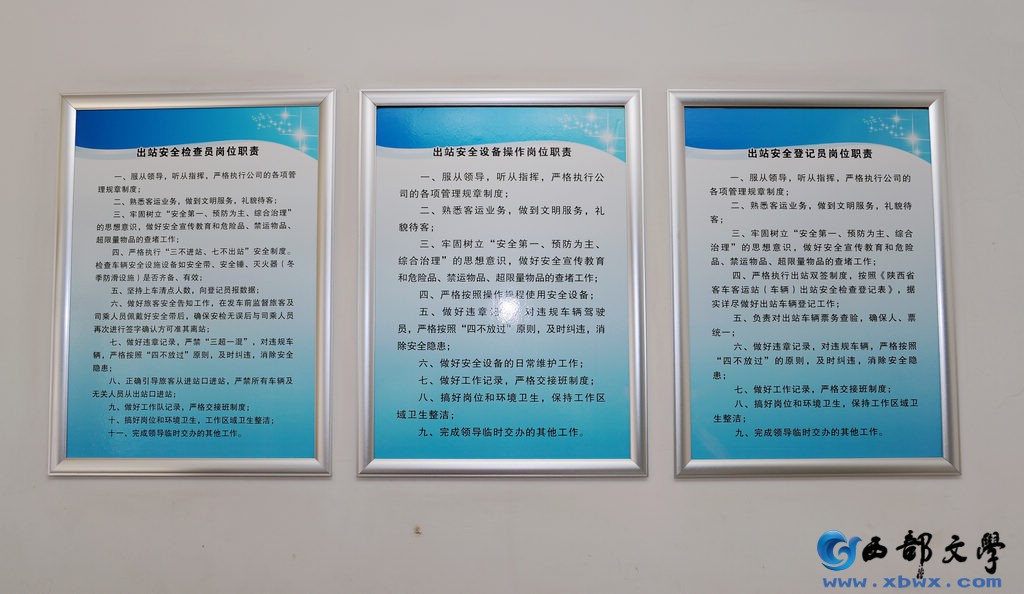 出站安全检查员岗位职责
一、服从领导，听从指挥，严格执行公司的各项管
理规章制度；
二、熟悉客运业务，做到文明服务，礼貌待客；
三、牢固树立“安全第一、预防为主、综合治理”
的思想意识，做好安全宣传教育和危险品、禁运物品、
超限量物品的查堵工作；
四、严格执行“三不进站、七不出站”安全制度。
检查车辆安全设施设备如安全带、安全锤、灭火器（冬
季防滑设施）是否齐备、有效；
五、坚持上车清点人数，向登记员报数据；
六、做好旅客安全告知工作，在发车前监督旅客及
司乘人员佩戴好安全带后，确保安检无误后与司乘人员
再次进行签字确认方可准其离站；
七、做好违章记录，严禁“三超一混”，对违规车
辆，严格按照“四不放过”原则，及时纠违，消除安全
隐患；
八、正确引导旅客从进站口进站，严禁所有车辆及
无关人员从出站口进站；
九、做好工作队记录，严格交接班制度；
十、搞好岗位和环境卫生，工作区域卫生整洁；
十一、完成领导临时交办的其他工作。
出站安全设备操作岗位职责
一、服从领导，听从指挥，严格执行公
司的各项管理规章制度；
二、熟悉客运业务，做到文明服务，礼
貌待客；
三、牢固树立“安全第一、预防为主、
综合治理”的思想意识，做好安全宣传教育
和危险品、禁运物品、超限量物品的查堵工作；
四、严格按照操作规程使用安全设备；
五、做好违章记录，对违规车辆驾驶
员，严格按照“四不放过”原则，及时纠违，消
除安全隐患；
六、做好安全设备的日常维护工作；
七、做好工作记录，严格交接班制度；
八、搞好岗位和环境卫生，保持工作区
域卫生整洁；
九、完成领导临时交办的其他工作。
出站安全登记员岗位职责
一、服从领导，听从指挥，严格执行公司的
各项管理规章制度；
二、熟悉客运业务，做到文明服务，礼貌待
客；
三、牢固树立“安全第一、预防为主、综合
治理”的思想意识，做好安全宣传教育和危险
品、禁运物品、超限量物品的查堵工作；
四、严格执行出站双签制度，按照《陕西省
客车客运站（车辆）出站安全检查登记表》，据
实详尽做好出站车辆登记工作；
五、负责对出站车辆票务查验，确保人、票
统一；
六、做好违章记录，对违规车辆，严格按照
“四不放过”的原则，及时纠违，消除安全隐
患；
七、做好工作记录，严格交接班制度；
八、搞好岗位和环境卫生，保持工作区域卫
生整洁；
九、完成领导临时交办的其他工作。
西部文學
www.xbwx.com